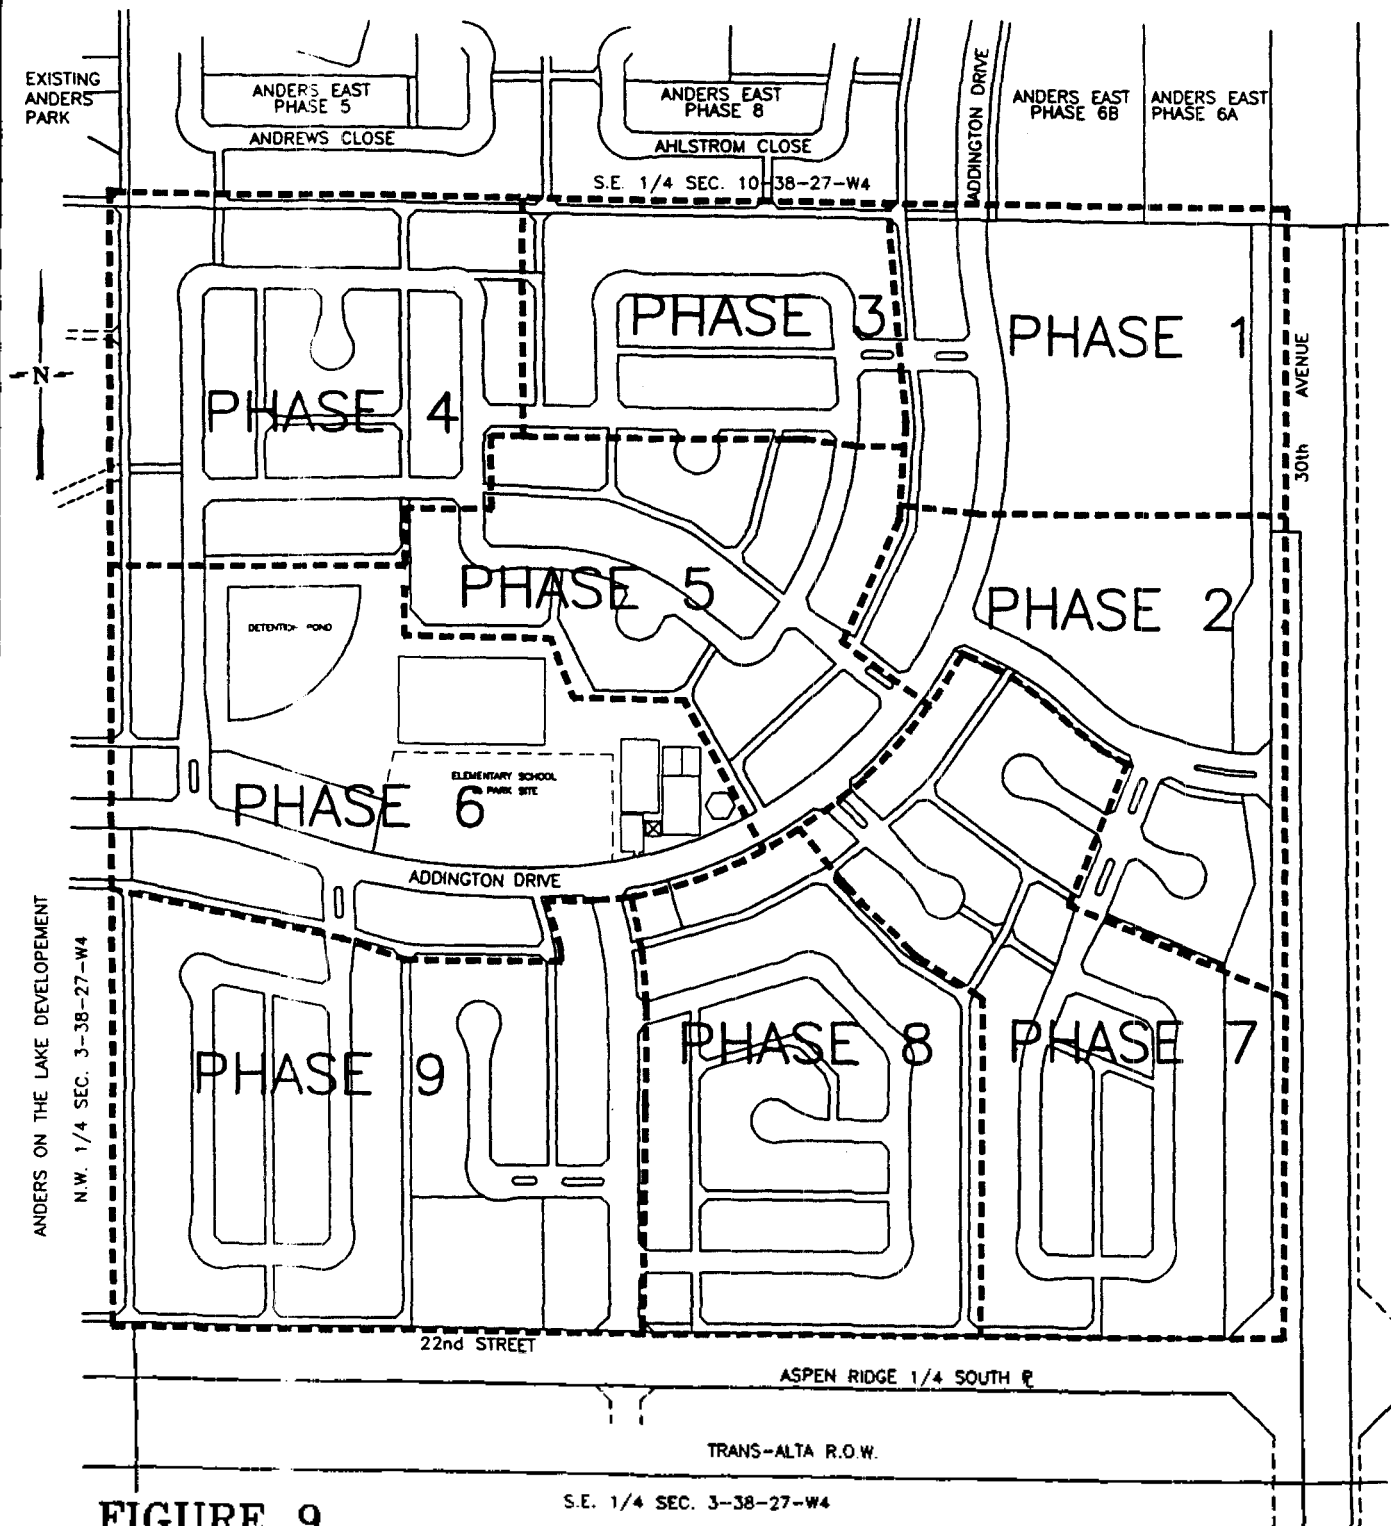 EXISTING
ANDERS
PARK
ANDERS EAST
PHASE 5
ANDREWS CLOSE
ANDERS EAST
PHASE 8
AHLSTROM CLOSE
ADDINGTON DRIVE
ANDERS EAST
PHASE 6B
ANDERS EAST
PHASE 6A
S.E. 1/4 SEC. 10-38-27-W4
N
PHASE 3
PHASE 1
30th AVENUE
PHASE 4
PHASE 5
PHASE 2
DETENTION POND
ELEMENTARY SCHOOL
PARK SITE
PHASE 6
ADDINGTON DRIVE
ANDERS ON THE LAKE DEVELOPEMENT
N.W. 1/4 SEC. 3-38-27-W4
PHASE 9
PHASE 8
PHASE 7
22nd STREET
ASPEN RIDGE 1/4 SOUTH
TRANS-ALTA R.O.W.
S.E. 1/4 SEC. 3-38-27-W4
FIGURE 9